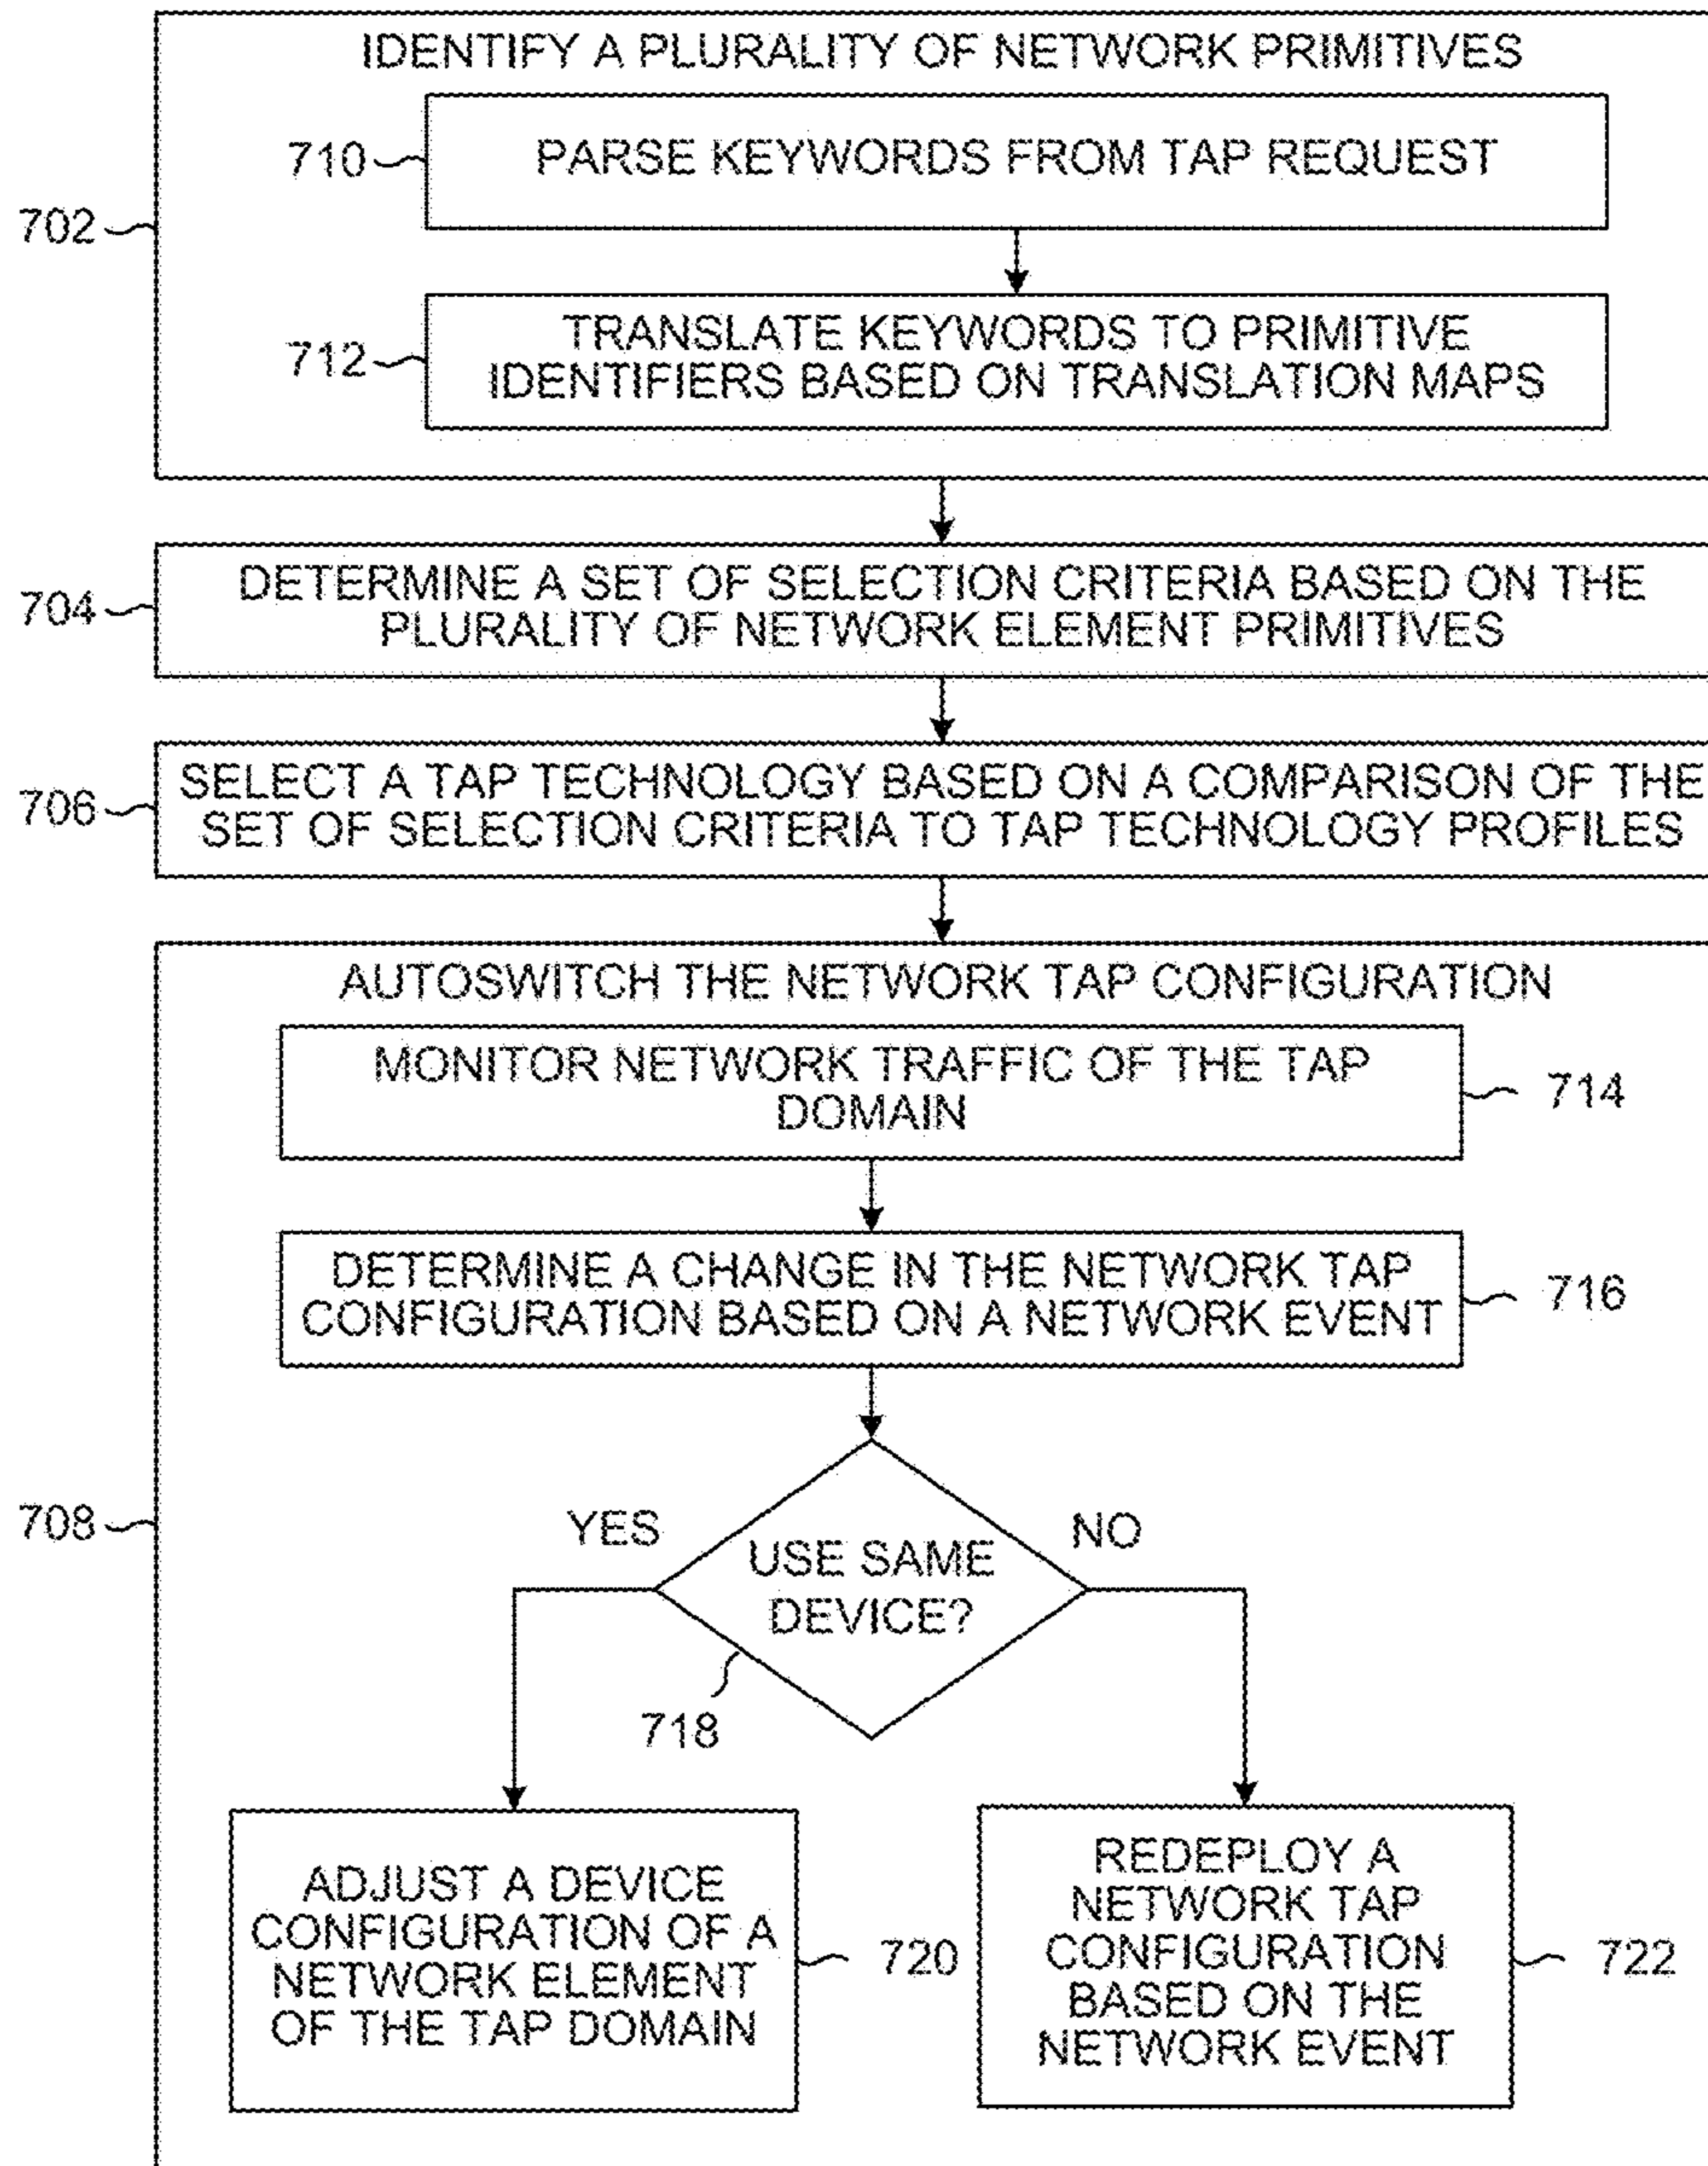 IDENTIFY A PLURALITY OF NETWORK PRIMITIVES
710
PARSE KEYWORDS FROM TAP REQUEST
702
712
TRANSLATE KEYWORDS TO PRIMITIVE
IDENTIFIERS BASED ON TRANSLATION MAPS
704
DETERMINE A SET OF SELECTION CRITERIA BASED ON THE
PLURALITY OF NETWORK ELEMENT PRIMITIVES
706
SELECT A TAP TECHNOLOGY BASED ON A COMPARISON OF THE
SET OF SELECTION CRITERIA TO TAP TECHNOLOGY PROFILES
708
AUTOSWITCH THE NETWORK TAP CONFIGURATION
MONITOR NETWORK TRAFFIC OF THE TAP
DOMAIN
714
DETERMINE A CHANGE IN THE NETWORK TAP
CONFIGURATION BASED ON A NETWORK EVENT
716
YES
NO
USE SAME
DEVICE?
718
ADJUST A DEVICE
CONFIGURATION OF A
NETWORK ELEMENT
OF THE TAP DOMAIN
720
REDEPLOY A
NETWORK TAP
CONFIGURATION
BASED ON THE
NETWORK EVENT
722